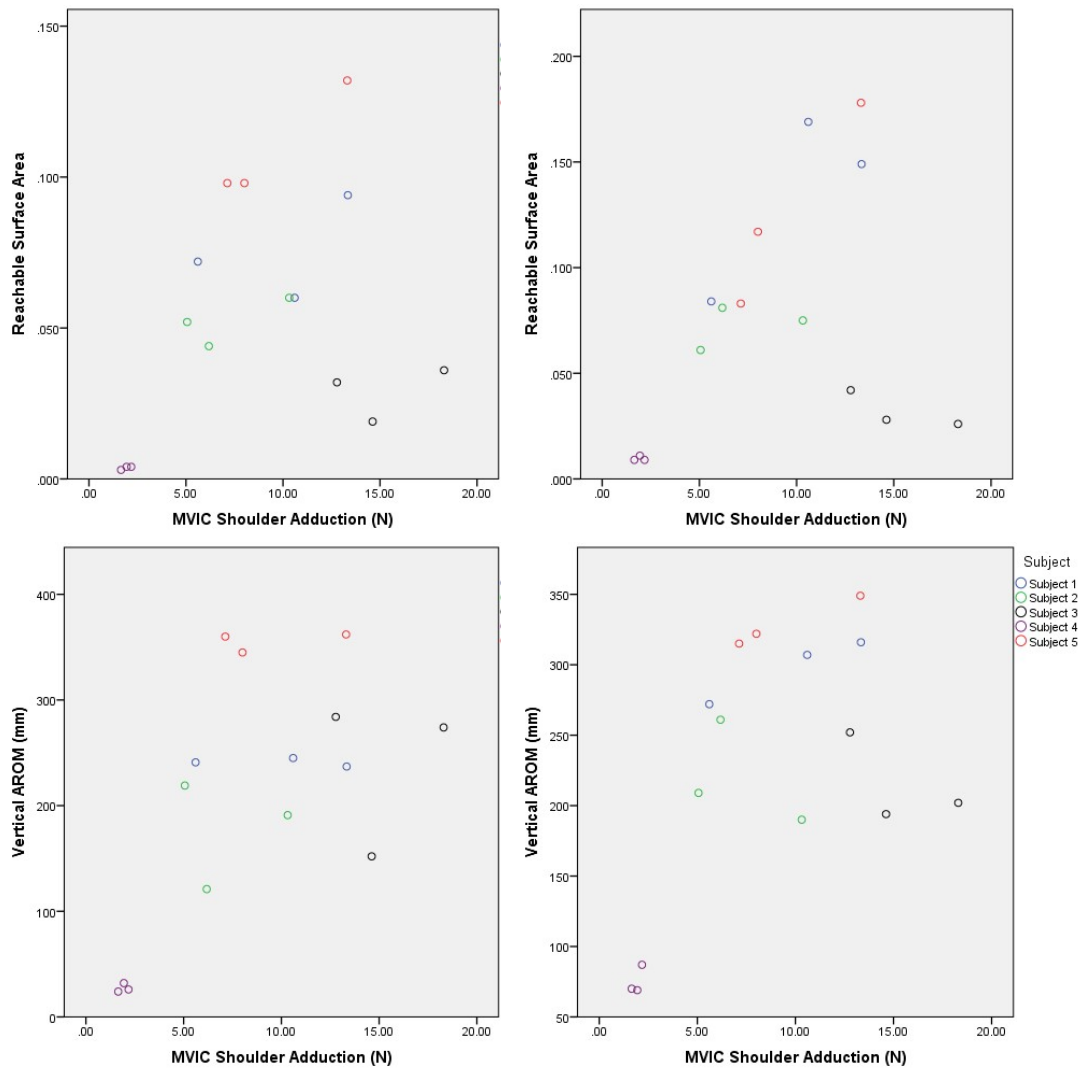 .150
.100
.050
.000
Reachable Surface Area
.00 5.00 10.00 15.00 20.00
MVIC Shoulder Adduction (N)
.200
.150
.100
.050
.000
Reachable Surface Area
.00 5.00 10.00 15.00 20.00
MVIC Shoulder Adduction (N)
400
300
200
100
0
Vertical AROM (mm)
.00 5.00 10.00 15.00 20.00
MVIC Shoulder Adduction (N)
350
300
250
200
150
100
50
Vertical AROM (mm)
.00 5.00 10.00 15.00 20.00
MVIC Shoulder Adduction (N)
Subject
Subject 1
Subject 2
Subject 3
Subject 4
Subject 5